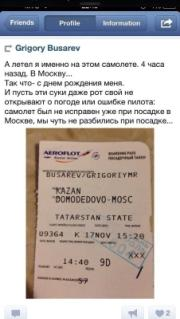 Friends
Profile
Information
Grigory Busarev
А летел я именно на этом самолете. 4 часа
назад. В Москву...
Так что- с днем рождения меня.
И пусть эти суки даже рот свой не
открывают о погоде или ошибке пилота:
самолет был не исправен уже при посадке в
Москве, мы чуть не разбились при посадке...
AEROFLOT
BOARDING PASS
ПОСАДОЧНЫЙ ТАЛОН
BUSAREV/GRIGORIYMR
KAZAN
DOMODEDOVO-MOSC
TATARSTAN STATE
U9364 K 17NOV 15:20
XXX
14:40 9D
57
2